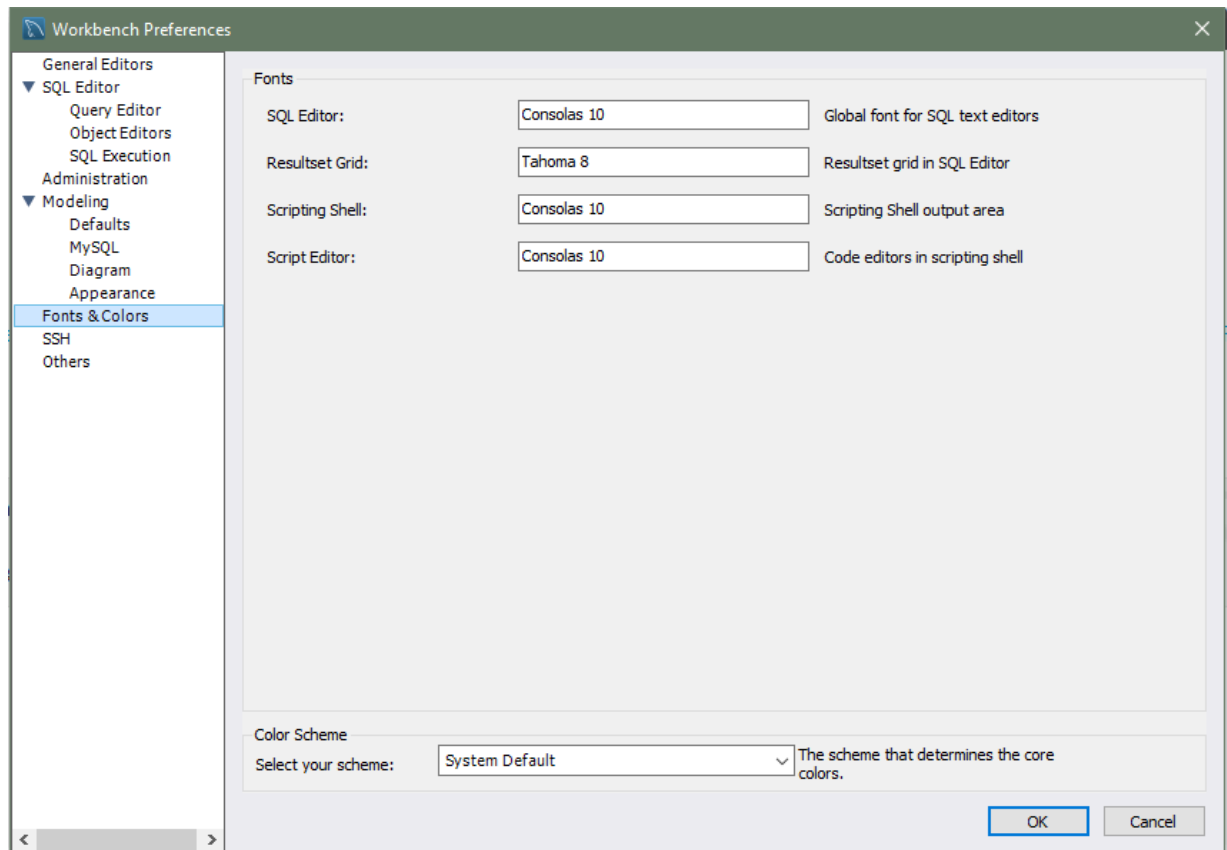 Workbench Preferences
General Editors
SQL Editor
Query Editor
Object Editors
SQL Execution
Administration
Modeling
Defaults
MySQL
Diagram
Appearance
Fonts & Colors
SSH
Others
Fonts
SQL Editor: Consolas 10 Global font for SQL text editors
Resultset Grid: Tahoma 8 Resultset grid in SQL Editor
Scripting Shell: Consolas 10 Scripting Shell output area
Script Editor: Consolas 10 Code editors in scripting shell
Color Scheme
Select your scheme: System Default The scheme that determines the core
colors.
OK Cancel